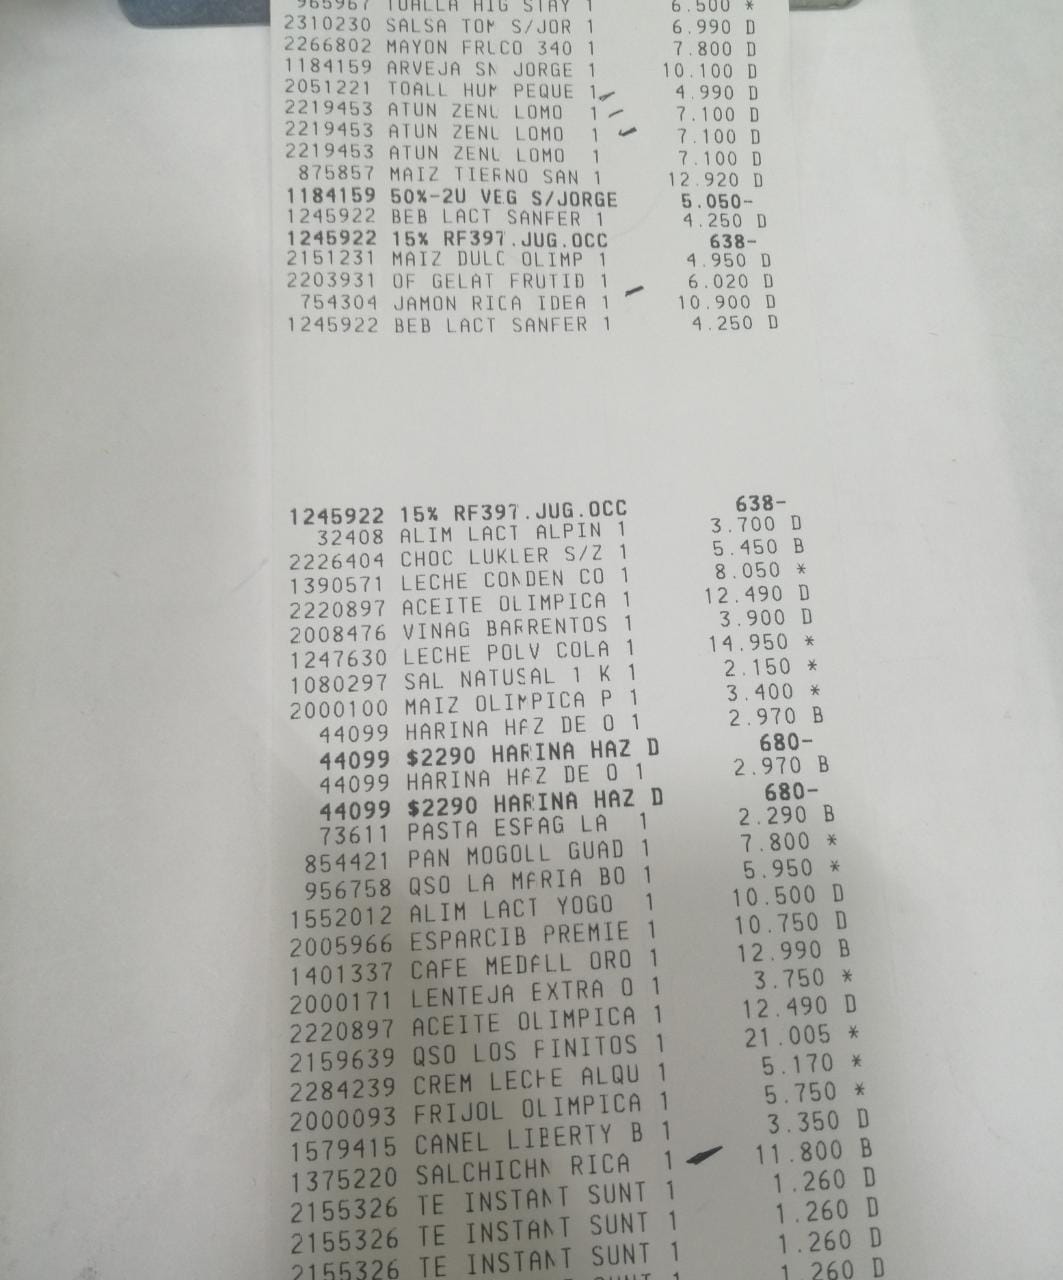 965967 TOALLA HIG STAY 1 6.500 *
2310230 SALSA TOM S/JOR 1 6.990 D
2266802 MAYON FRUCO 340 1 7.800 D
1184159 ARVEJA SN JORGE 1 10.100 D
2051221 TOALL HUM PEQUE 1 4.990 D
2219453 ATUN ZENU LOMO 1 7.100 D
2219453 ATUN ZENU LOMO 1 7.100 D
2219453 ATUN ZENU LOMO 1 7.100 D
875857 MAIZ TIERNO SAN 1 12.920 D
1184159 50%-2U VEG S/JORGE 5.050-
1245922 BEB LACT SANFER 1 4.250 D
1245922 15% RF397.JUG.OCC 638-
2151231 MAIZ DULC OLIMP 1 4.950 D
2203931 OF GELAT FRUTID 1 6.020 D
754304 JAMON RICA IDEA 1 10.900 D
1245922 BEB LACT SANFER 1 4.250 D
1245922 15% RF397.JUG.OCC 638-
32408 ALIM LACT ALPIN 1 3.700 D
2226404 CHOC LUKLER S/Z 1 5.450 B
1390571 LECHE CONDEN CO 1 8.050 *
2220897 ACEITE OLIMPICA 1 12.490 D
2008476 VINAG BARRENTOS 1 3.900 D
1247630 LECHE POLV COLA 1 14.950 *
1080297 SAL NATUSAL 1 K 1 2.150 *
2000100 MAIZ OLIMPICA P 1 3.400 *
44099 HARINA HAZ DE O 1 2.970 B
44099 $2290 HARINA HAZ D 680-
44099 HARINA HAZ DE O 1 2.970 B
44099 $2290 HARINA HAZ D 680-
73611 PASTA ESPAG LA 1 2.290 B
854421 PAN MOGOLL GUAD 1 7.800 *
956758 QSO LA MARIA BO 1 5.950 *
1552012 ALIM LACT YOGO 1 10.500 D
2005966 ESPARCIB PREMIE 1 10.750 D
1401337 CAFE MEDALL ORO 1 12.990 B
2000171 LENTEJA EXTRA O 1 3.750 *
2220897 ACEITE OLIMPICA 1 12.490 D
2159639 QSO LOS FINITOS 1 21.005 *
2284239 CREM LECHE ALQU 1 5.170 *
2000093 FRIJOL OLIMPICA 1 5.750 *
1579415 CANEL LIBERTY B 1 3.350 D
1375220 SALCHICHN RICA 1 11.800 B
2155326 TE INSTANT SUNT 1 1.260 D
2155326 TE INSTANT SUNT 1 1.260 D
2155326 TE INSTANT SUNT 1 1.260 D
1.260 D